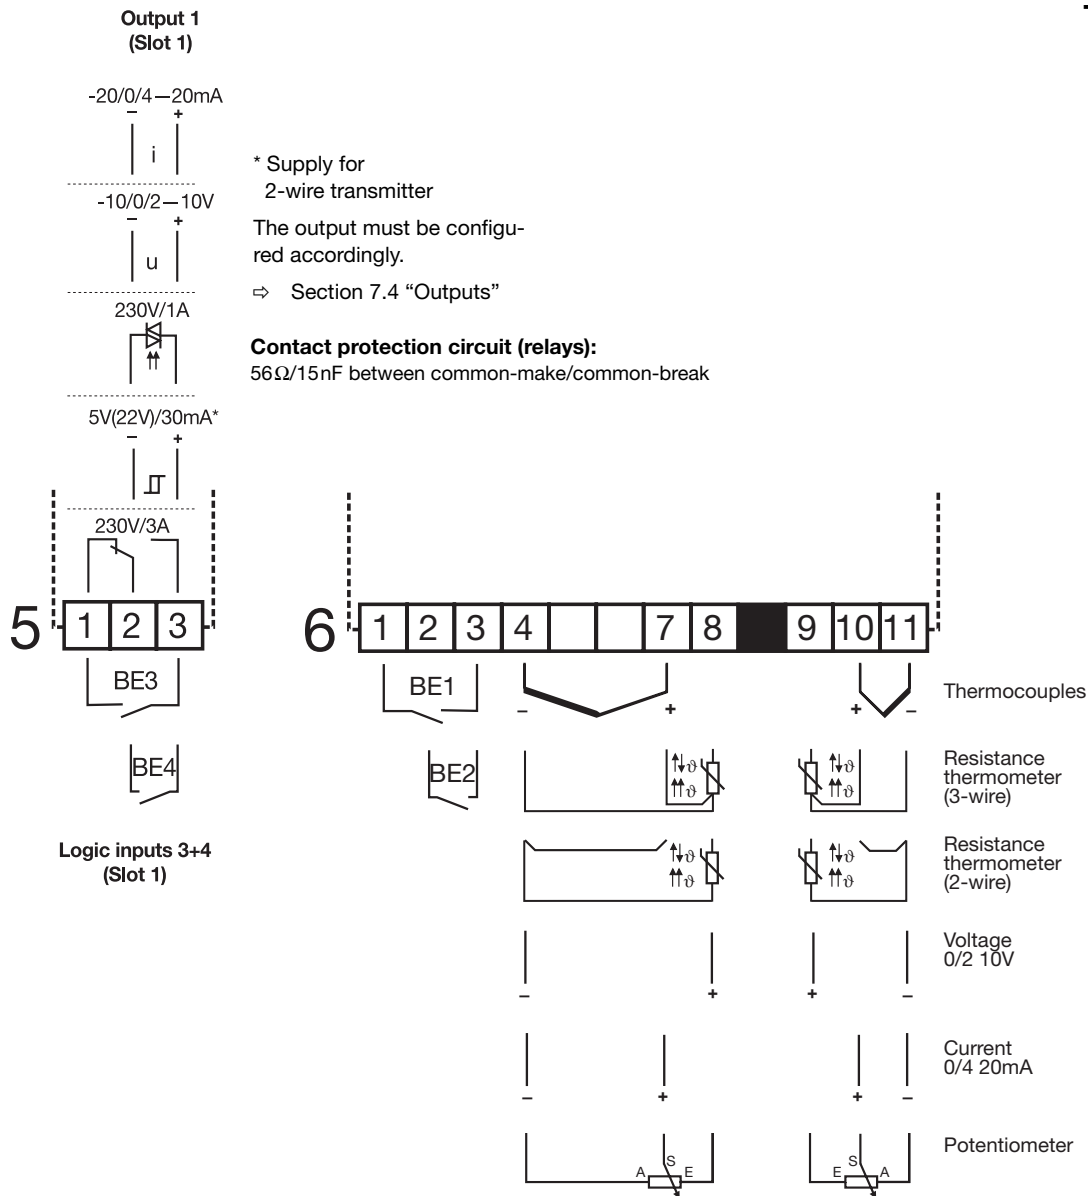 Output 1
(Slot 1)
-20/0/4—20mA
− +
i
-10/0/2—10V
− +
u
230V/1A
5V(22V)/30mA*
− +
230V/3A
5 1 2 3
BE3
BE4
Logic inputs 3+4
(Slot 1)
* Supply for
2-wire transmitter
The output must be configu-
red accordingly.
⇨ Section 7.4 “Outputs”
Contact protection circuit (relays):
56Ω/15nF between common-make/common-break
6 1 2 3 4 7 8 9 10 11
BE1
BE2
− + + − Thermocouples
↑↓ϑ ↑↓ϑ Resistance
thermometer
↑↑ϑ ↑↑ϑ (3-wire)
↑↓ϑ ↑↓ϑ Resistance
thermometer
↑↑ϑ ↑↑ϑ (2-wire)
Voltage
0/2 10V
− + + −
Current
0/4 20mA
− + + −
Potentiometer
A S E E S A